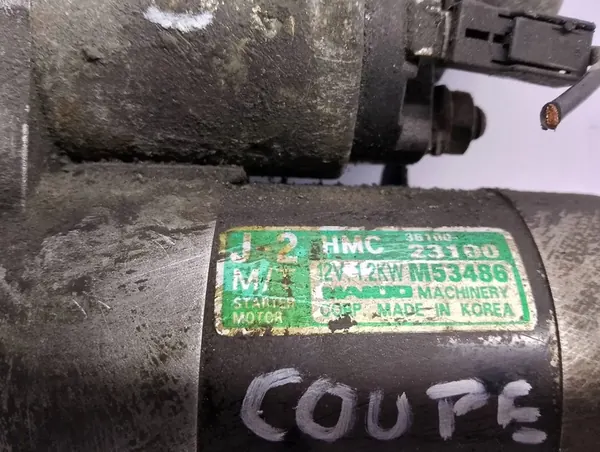 J-2 HMC 36100-
23100
M/T 12V 1.2KW M53486
STARTER MANDO MACHINERY
MOTOR CORP. MADE IN KOREA
COUPE